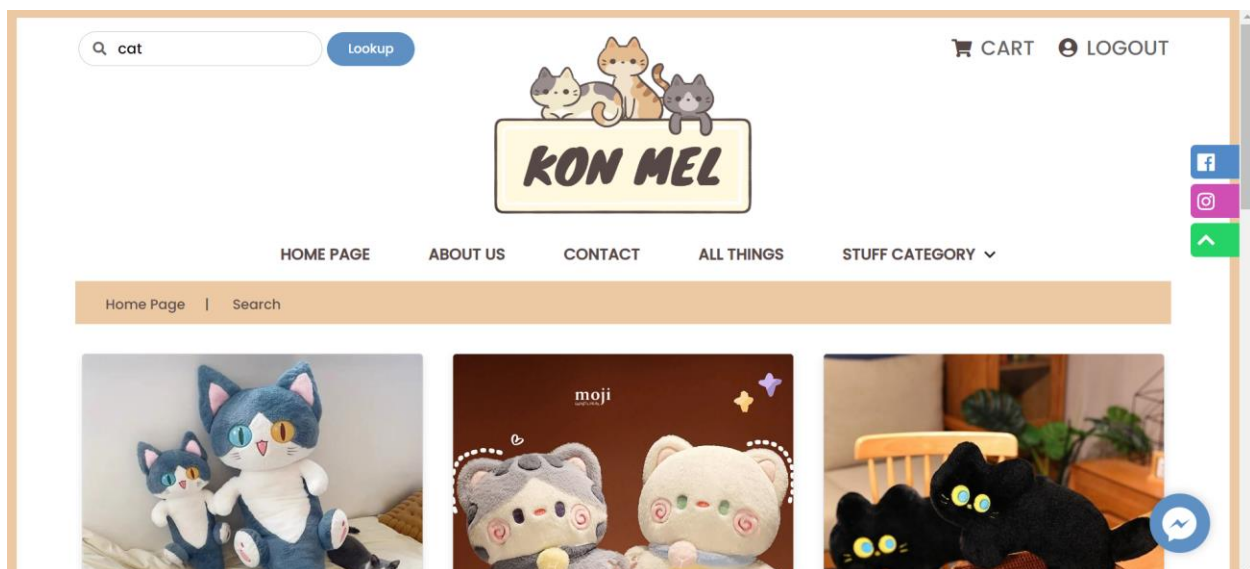 cat
Lookup
CART
LOGOUT
KON MEL
HOME PAGE
ABOUT US
CONTACT
ALL THINGS
STUFF CATEGORY
Home Page | Search
moji